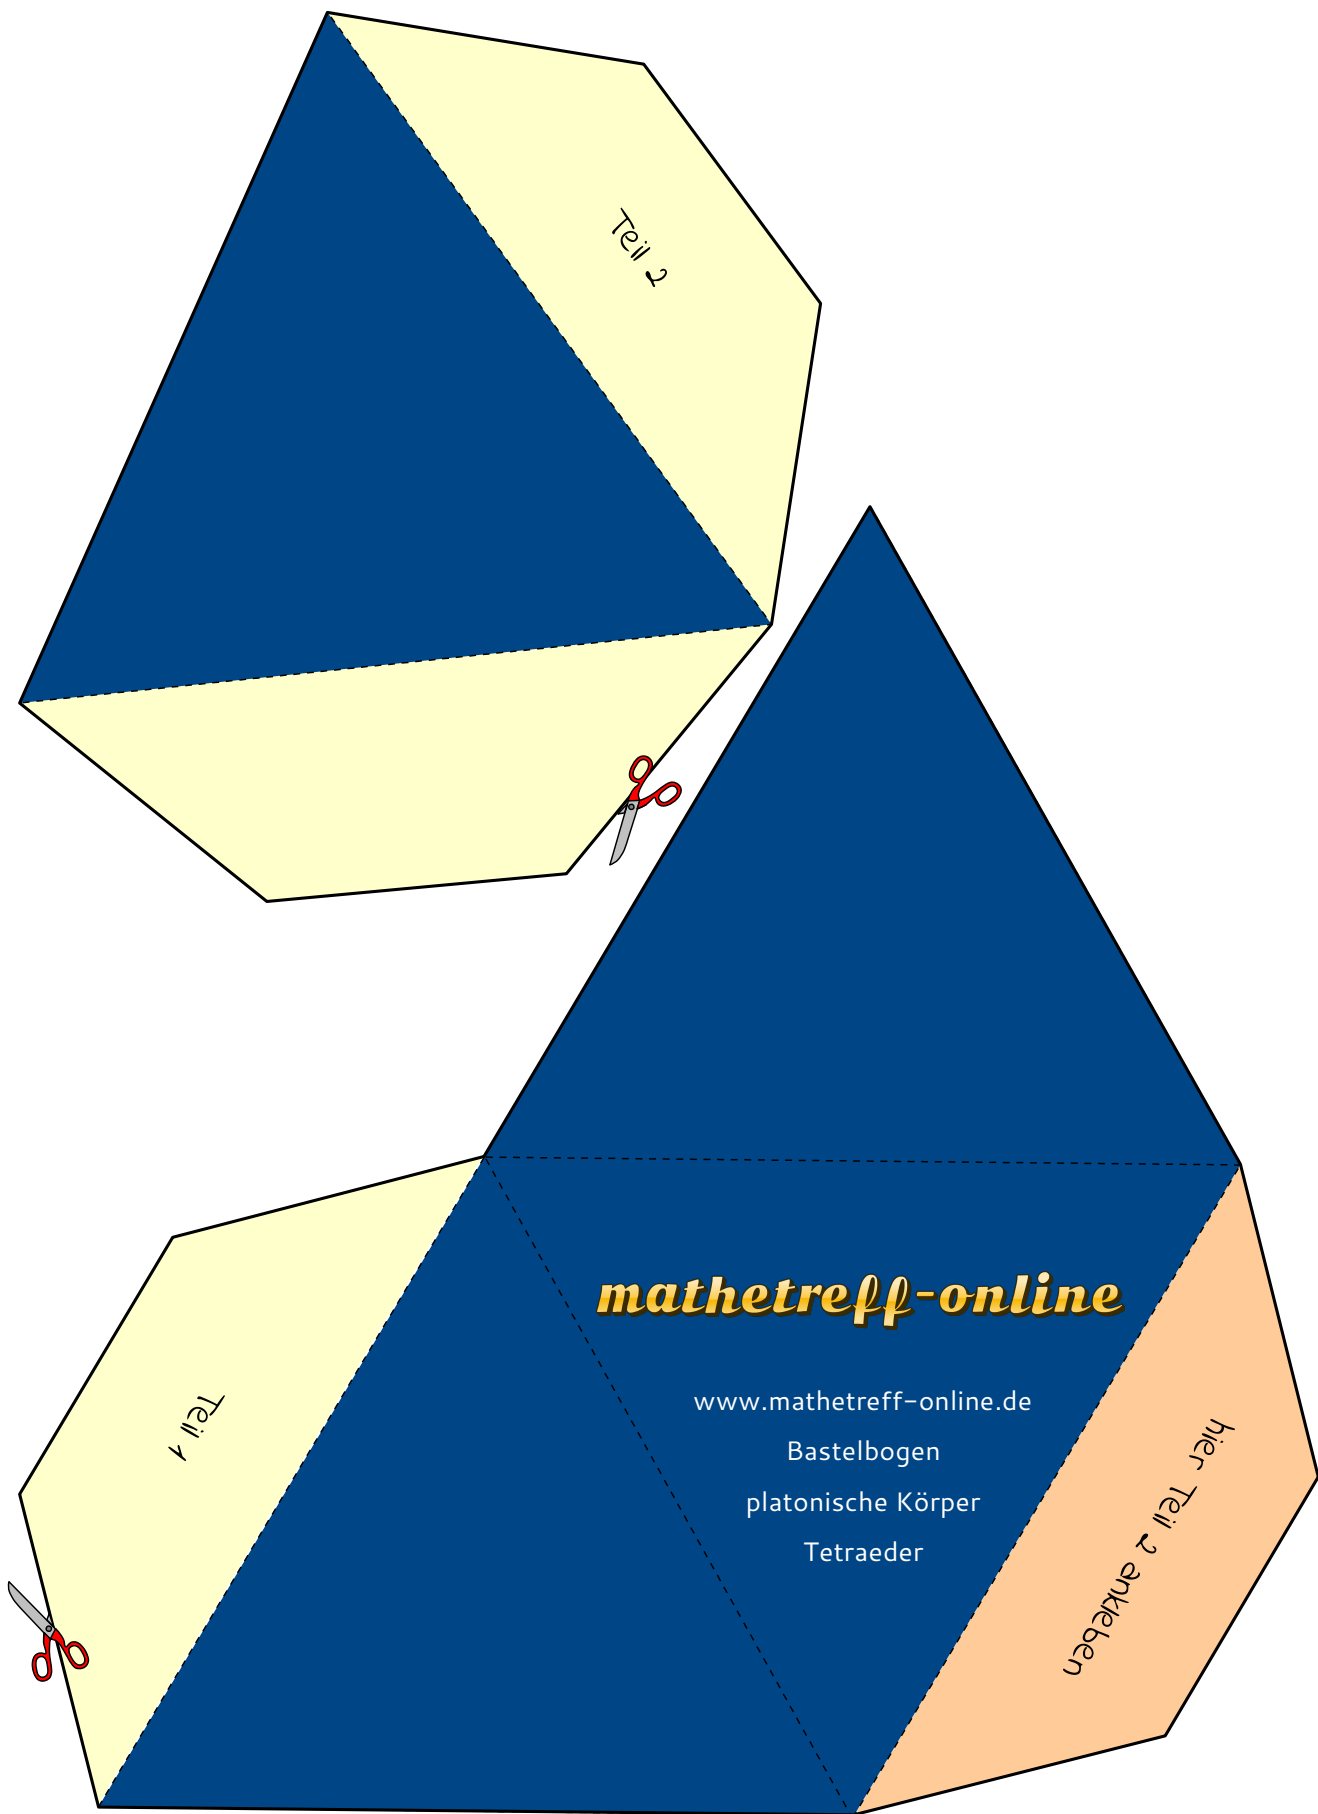 Teil 2
mathetreff-online
www.mathetreff-online.de
Bastelbogen
platonische Körper
Tetraeder
Teil 1
hier Teil 2 ankleben